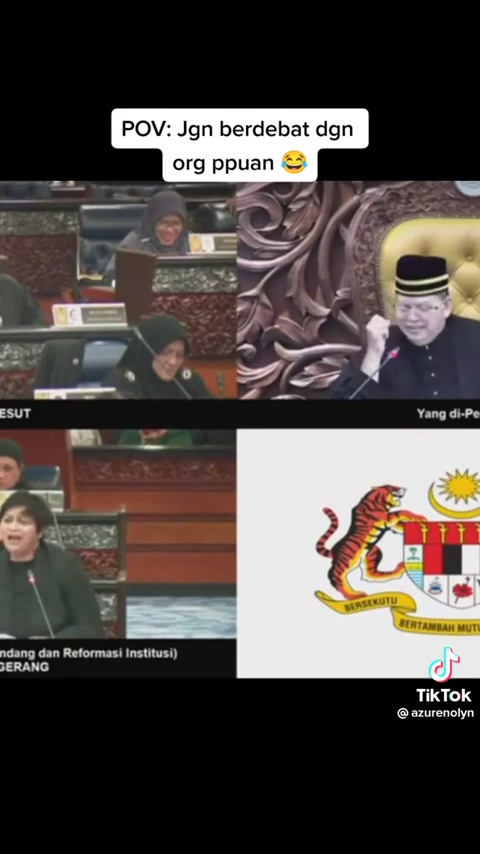 POV: Jgn berdebat dgn
org ppuan 😂
ESUT
Yang di-Pe
ndang dan Reformasi Institusi)
GERANG
BERSEKUTU
BERTAMBAH MUTU
TikTok
@ azurenolyn